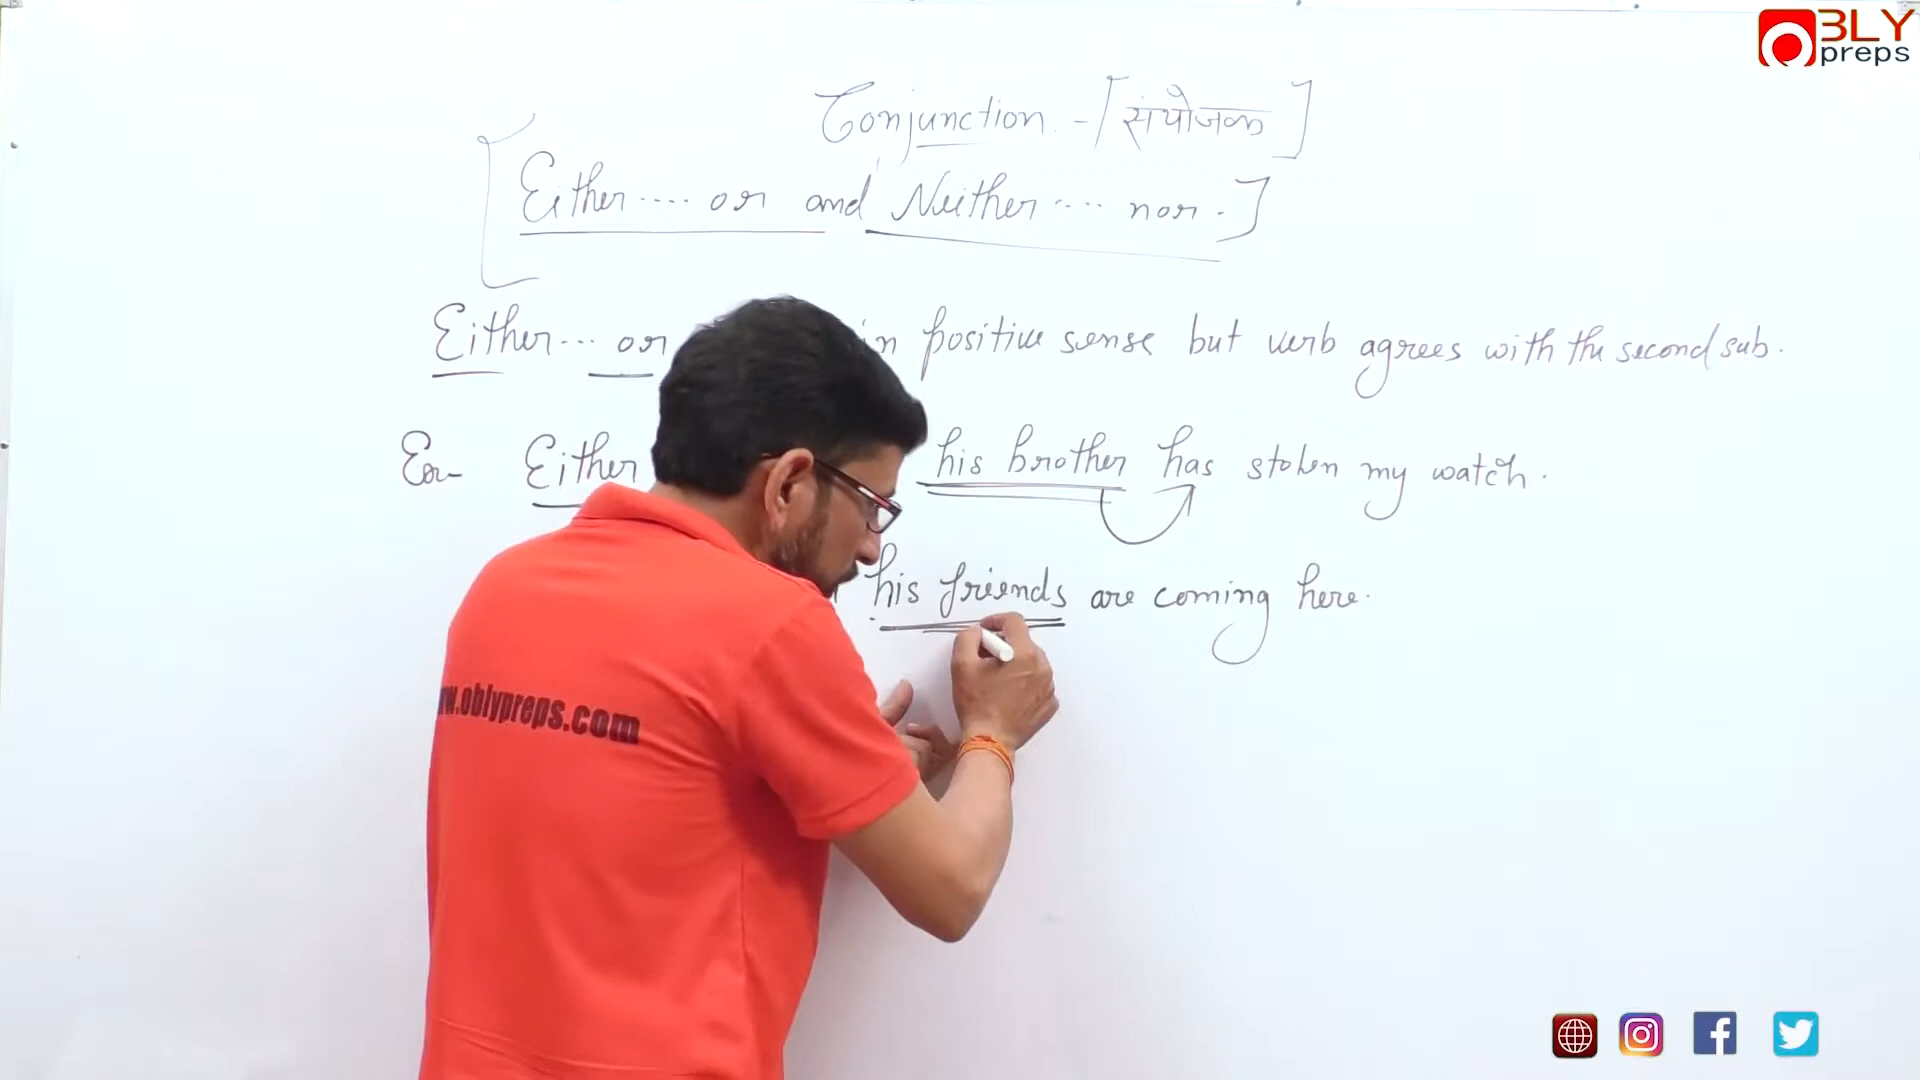 BLY
preps
Conjunction - [संयोजक]
[Either .... or and Neither .... nor.]
Either ... or in positive sense but verb agrees with the second sub.
Ex- Either his brother has stolen my watch.
his friends are coming here.
w.oblypreps.com